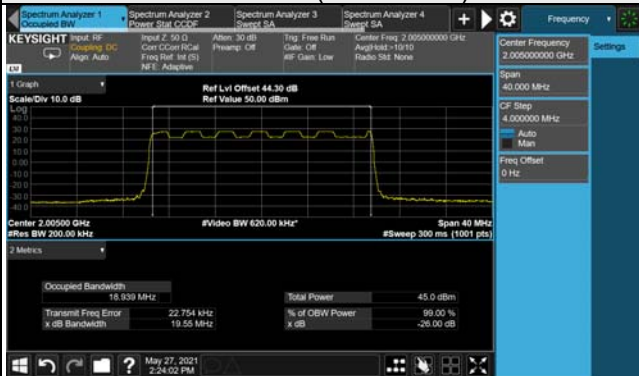 Spectrum Analyzer 1
Occupied BW
Spectrum Analyzer 2
Power Stat CCDF
Spectrum Analyzer 3
Swept SA
Spectrum Analyzer 4
Swept SA
Frequency
KEYSIGHT
Input: RF
Coupling: DC
Align: Auto
Input Z: 50 Ω
Corr CCorr RCal
Freq Ref: Int (S)
NFE: Adaptive
Atten: 30 dB
Preamp: Off
Trig: Free Run
Gate: Off
#IF Gain: Low
Center Freq: 2.005000000 GHz
Avg|Hold:>10/10
Radio Std: None
1 Graph
Scale/Div 10.0 dB
Ref Lvl Offset 44.30 dB
Ref Value 50.00 dBm
Log
40.0
30.0
20.0
10.0
0.00
-10.0
-20.0
-30.0
-40.0
Center 2.00500 GHz
#Res BW 200.00 kHz
#Video BW 620.00 kHz*
Span 40 MHz
#Sweep 300 ms (1001 pts)
2 Metrics
Occupied Bandwidth
18.939 MHz
Transmit Freq Error 22.754 kHz
x dB Bandwidth 19.55 MHz
Total Power 45.0 dBm
% of OBW Power 99.00 %
x dB -26.00 dB
Center Frequency
2.005000000 GHz
Settings
Span
40.000 MHz
CF Step
4.000000 MHz
Auto
Man
Freq Offset
0 Hz
May 27, 2021
2:24:02 PM